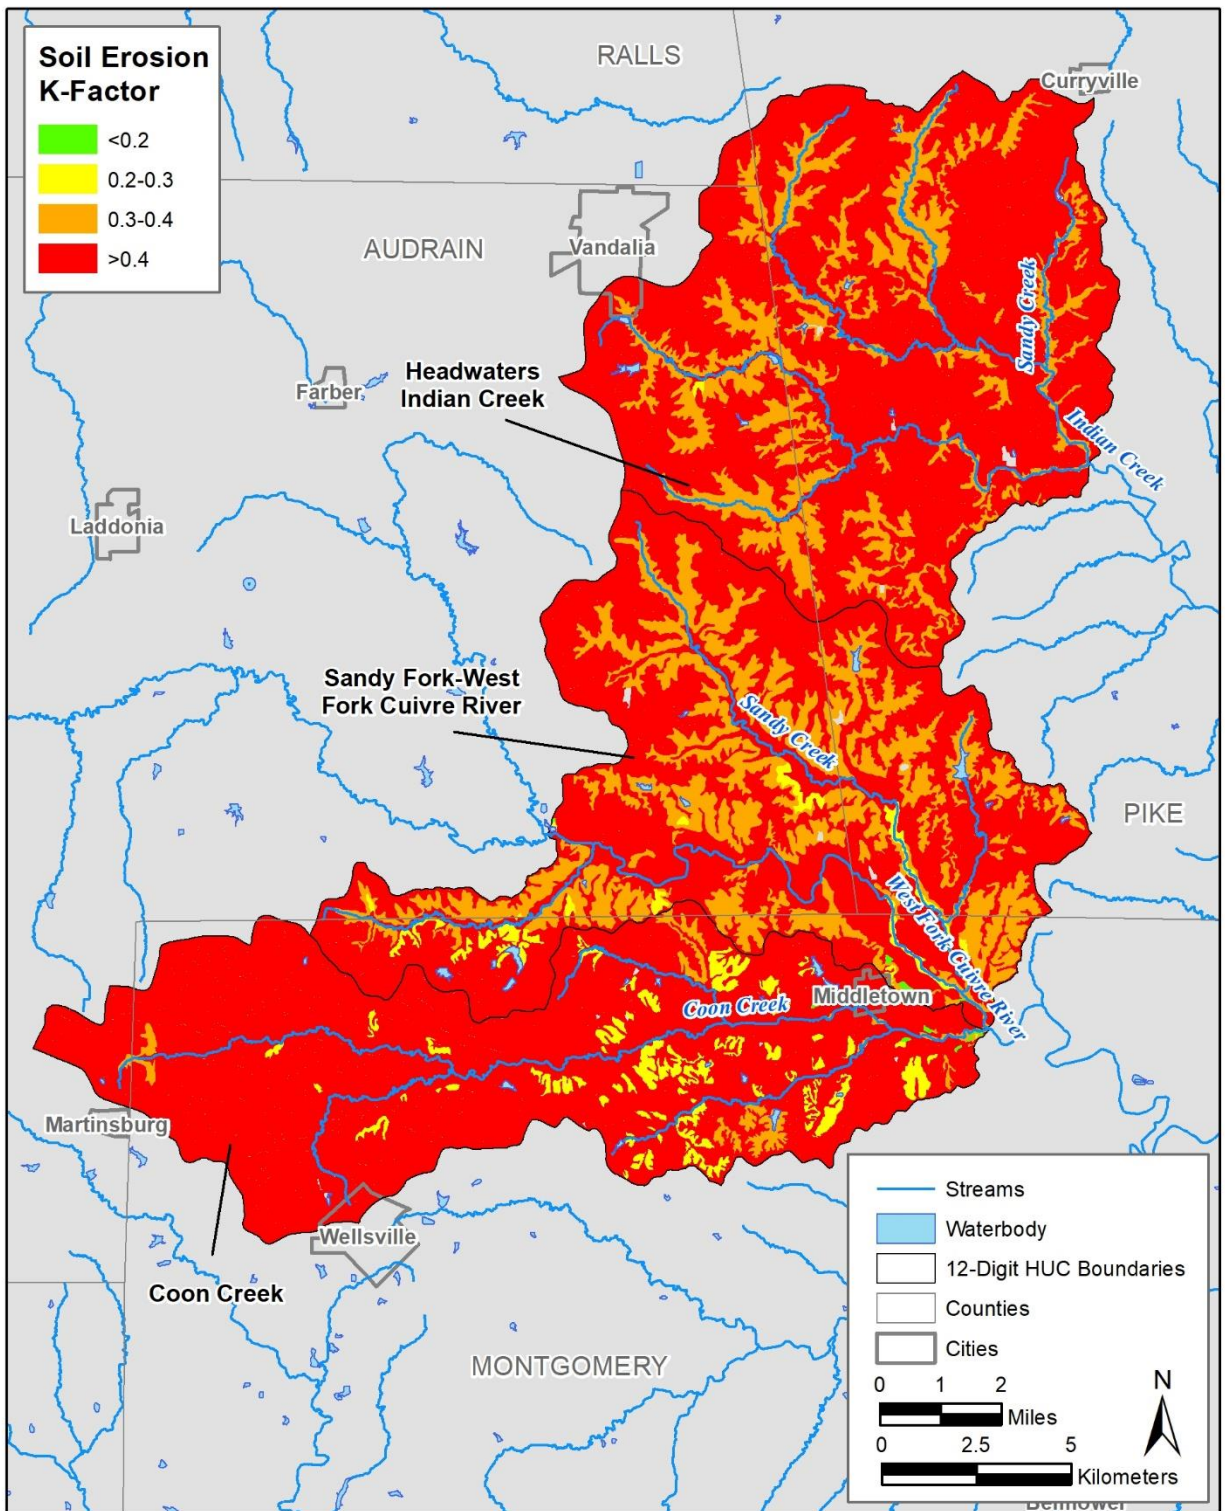 Soil Erosion
K-Factor
<0.2
0.2-0.3
0.3-0.4
>0.4
RALLS
Curryville
AUDRAIN
Vandalia
Sandy Creek
Headwaters
Indian Creek
Farber
Indian Creek
Laddonia
Sandy Fork-West
Fork Cuivre River
Sandy Creek
PIKE
West Fork Cuivre River
Middletown
Coon Creek
Martinsburg
Wellsville
Coon Creek
MONTGOMERY
Streams
Waterbody
12-Digit HUC Boundaries
Counties
Cities
0 1 2
Miles
0 2.5 5
Kilometers
N